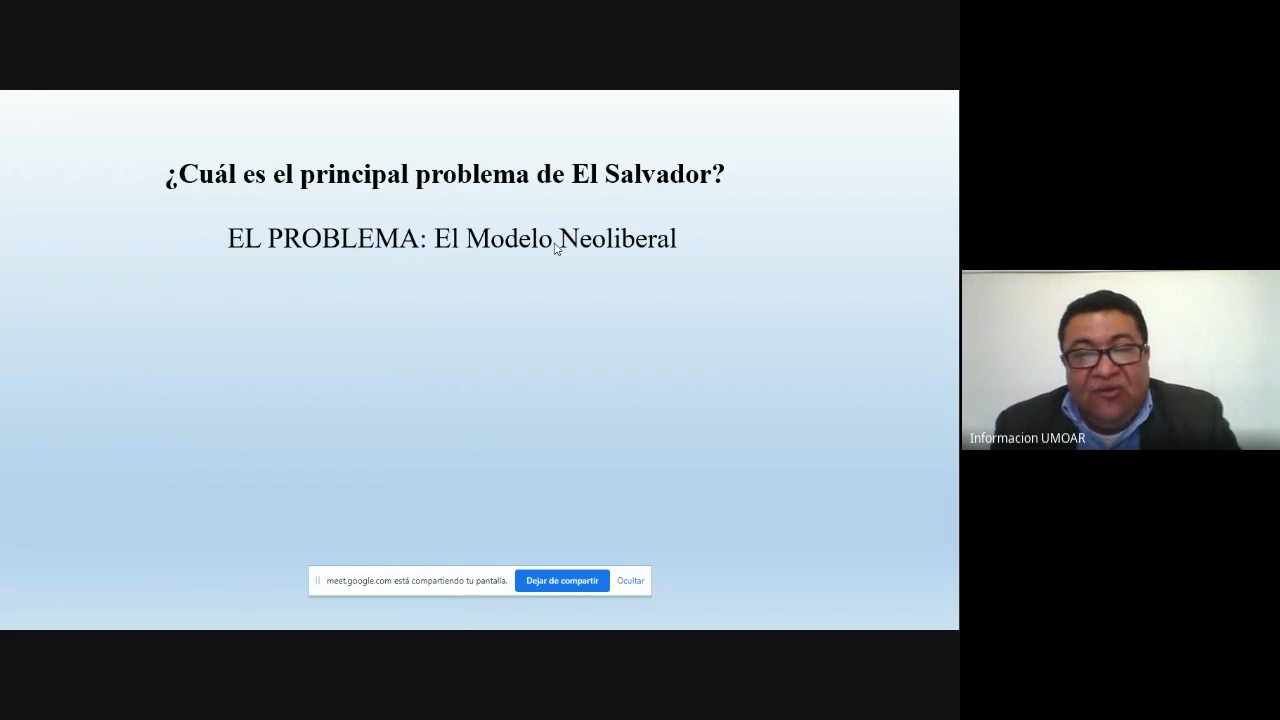 ¿Cuál es el principal problema de El Salvador?
EL PROBLEMA: El Modelo Neoliberal
Informacion UMOAR
meet.google.com está compartiendo tu pantalla.
Dejar de compartir
Ocultar